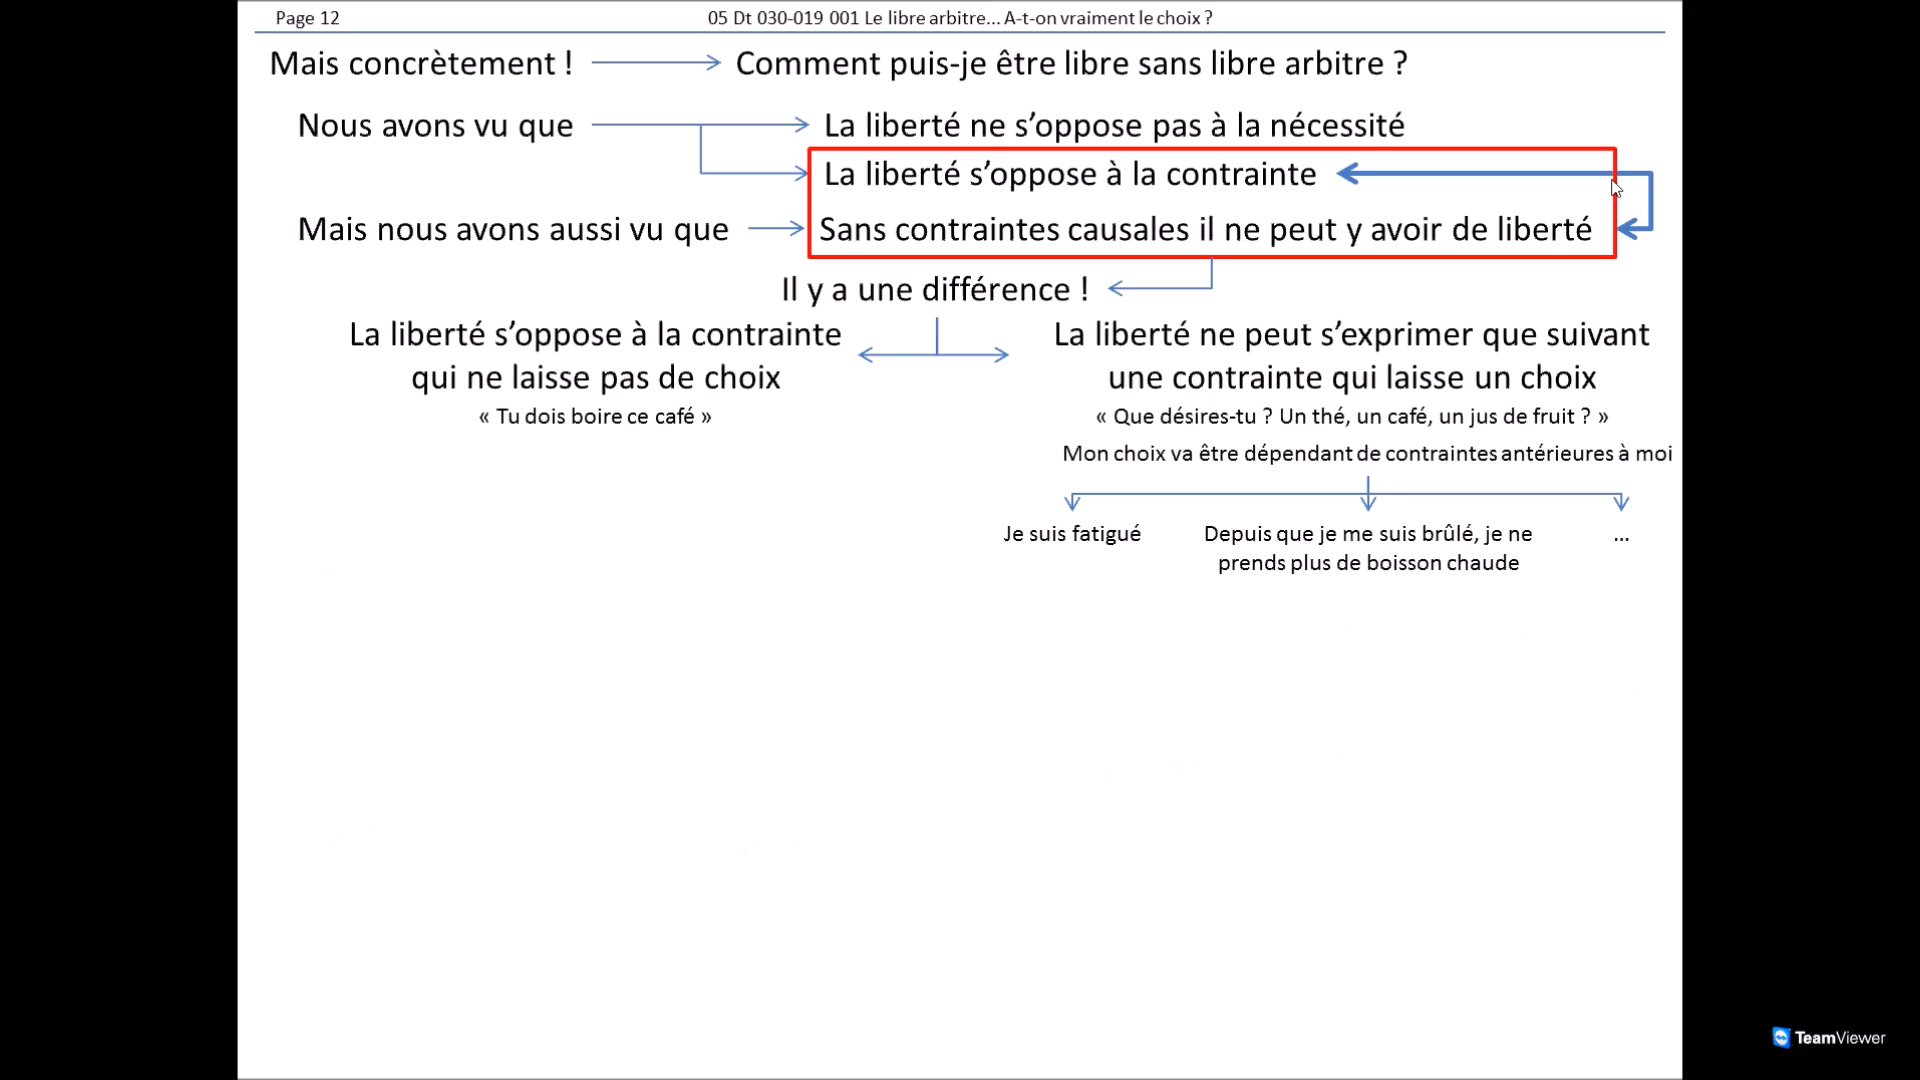 Page 12
05 Dt 030-019 001 Le libre arbitre... A-t-on vraiment le choix ?
Mais concrètement !
Comment puis-je être libre sans libre arbitre ?
Nous avons vu que
La liberté ne s’oppose pas à la nécessité
La liberté s’oppose à la contrainte
Mais nous avons aussi vu que
Sans contraintes causales il ne peut y avoir de liberté
Il y a une différence !
La liberté s’oppose à la contrainte
qui ne laisse pas de choix
« Tu dois boire ce café »
La liberté ne peut s’exprimer que suivant
une contrainte qui laisse un choix
« Que désires-tu ? Un thé, un café, un jus de fruit ? »
Mon choix va être dépendant de contraintes antérieures à moi
Je suis fatigué
Depuis que je me suis brûlé, je ne
prends plus de boisson chaude
...
TeamViewer